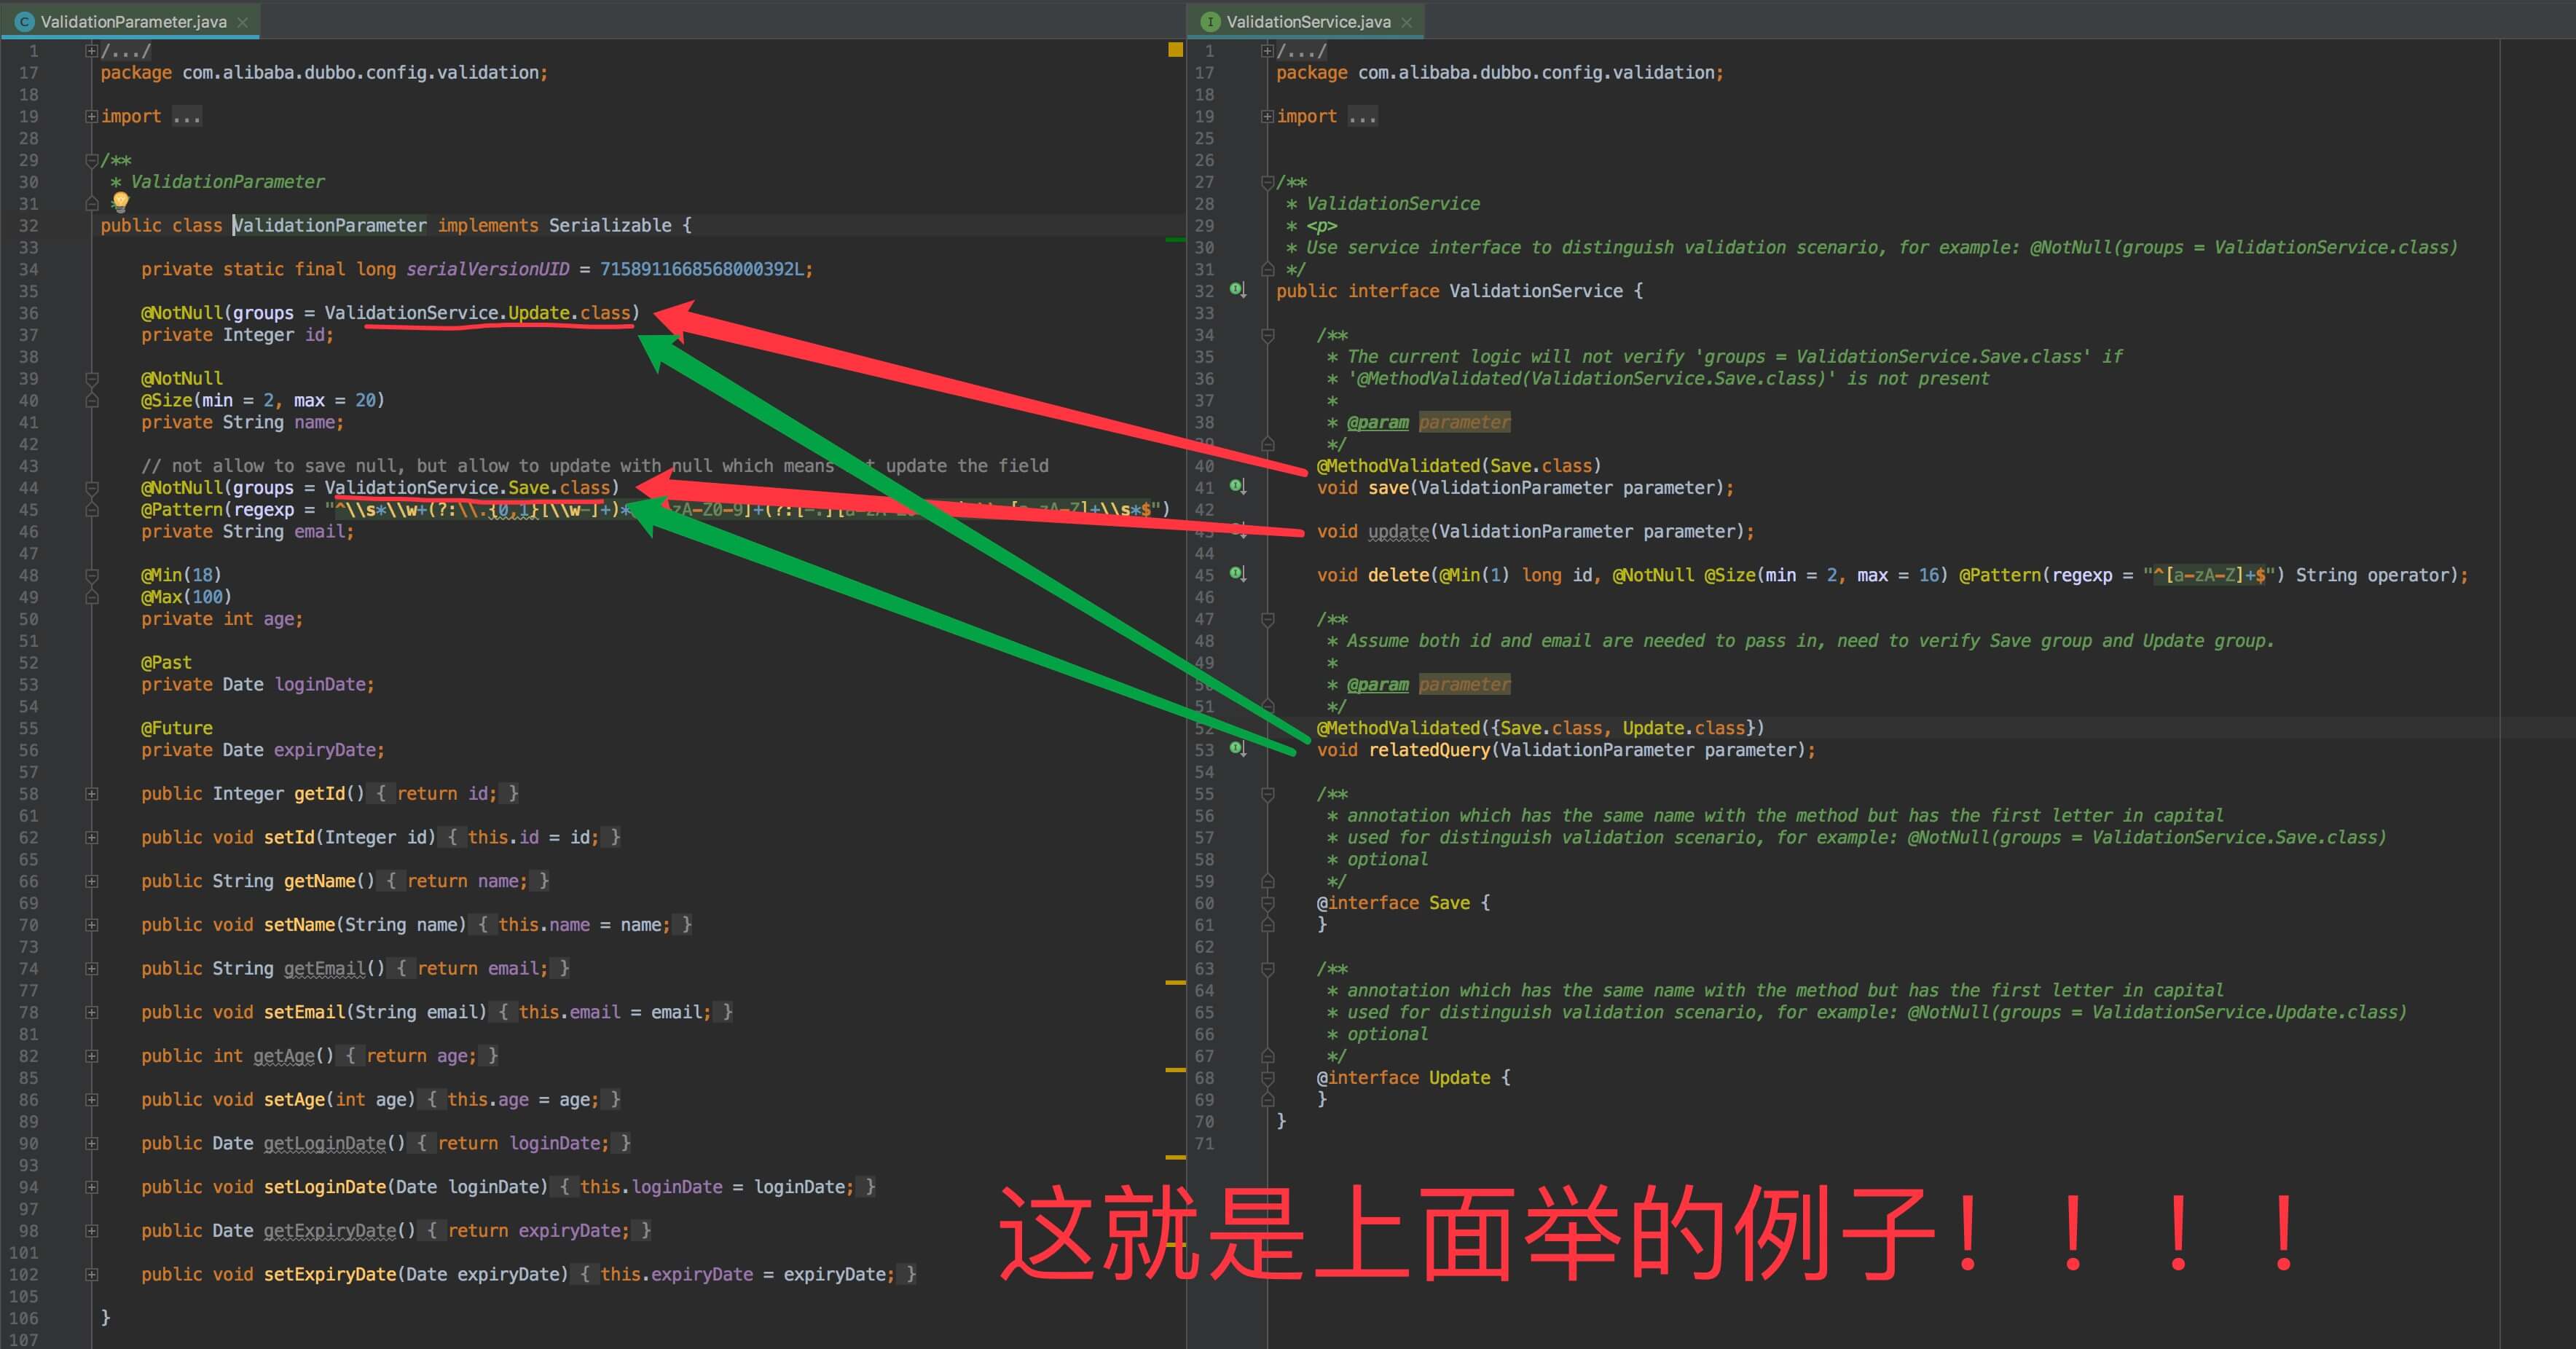 ValidationParameter.java
1 /.../
17 package com.alibaba.dubbo.config.validation;
18
19 import ...
28
29 /**
30 * ValidationParameter
31
32 public class ValidationParameter implements Serializable {
33
34 private static final long serialVersionUID = 7158911668568000392L;
35
36 @NotNull(groups = ValidationService.Update.class)
37 private Integer id;
38
39 @NotNull
40 @Size(min = 2, max = 20)
41 private String name;
42
43 // not allow to save null, but allow to update with null which means update the field
44 @NotNull(groups = ValidationService.Save.class)
45 @Pattern(regexp = "^\\s*\\w+(?:\\.{0,1}[\\w-]+)* zA-Z0-9]+(?:[-.][a-zA-Z]+\\s*$")
46 private String email;
47
48 @Min(18)
49 @Max(100)
50 private int age;
51
52 @Past
53 private Date loginDate;
54
55 @Future
56 private Date expiryDate;
57
58 public Integer getId() { return id; }
61
62 public void setId(Integer id) { this.id = id; }
65
66 public String getName() { return name; }
69
70 public void setName(String name) { this.name = name; }
73
74 public String getEmail() { return email; }
77
78 public void setEmail(String email) { this.email = email; }
81
82 public int getAge() { return age; }
85
86 public void setAge(int age) { this.age = age; }
89
90 public Date getLoginDate() { return loginDate; }
93
94 public void setLoginDate(Date loginDate) { this.loginDate = loginDate; }
97
98 public Date getExpiryDate() { return expiryDate; }
101
102 public void setExpiryDate(Date expiryDate) { this.expiryDate = expiryDate; }
105
106 }
107
ValidationService.java
1 /.../
17 package com.alibaba.dubbo.config.validation;
18
19 import ...
25
26
27 /**
28 * ValidationService
29 * <p>
30 * Use service interface to distinguish validation scenario, for example: @NotNull(groups = ValidationService.class)
31 */
32 public interface ValidationService {
33
34 /**
35 * The current logic will not verify 'groups = ValidationService.Save.class' if
36 * '@MethodValidated(ValidationService.Save.class)' is not present
37 *
38 * @param parameter
39 */
40 @MethodValidated(Save.class)
41 void save(ValidationParameter parameter);
42
43 void update(ValidationParameter parameter);
44
45 void delete(@Min(1) long id, @NotNull @Size(min = 2, max = 16) @Pattern(regexp = "^[a-zA-Z]+$") String operator);
46
47 /**
48 * Assume both id and email are needed to pass in, need to verify Save group and Update group.
49 *
50 * @param parameter
51 */
52 @MethodValidated({Save.class, Update.class})
53 void relatedQuery(ValidationParameter parameter);
54
55 /**
56 * annotation which has the same name with the method but has the first letter in capital
57 * used for distinguish validation scenario, for example: @NotNull(groups = ValidationService.Save.class)
58 * optional
59 */
60 @interface Save {
61 }
62
63 /**
64 * annotation which has the same name with the method but has the first letter in capital
65 * used for distinguish validation scenario, for example: @NotNull(groups = ValidationService.Update.class)
66 * optional
67 */
68 @interface Update {
69 }
70 }
71
这就是上面举的例子！！！！